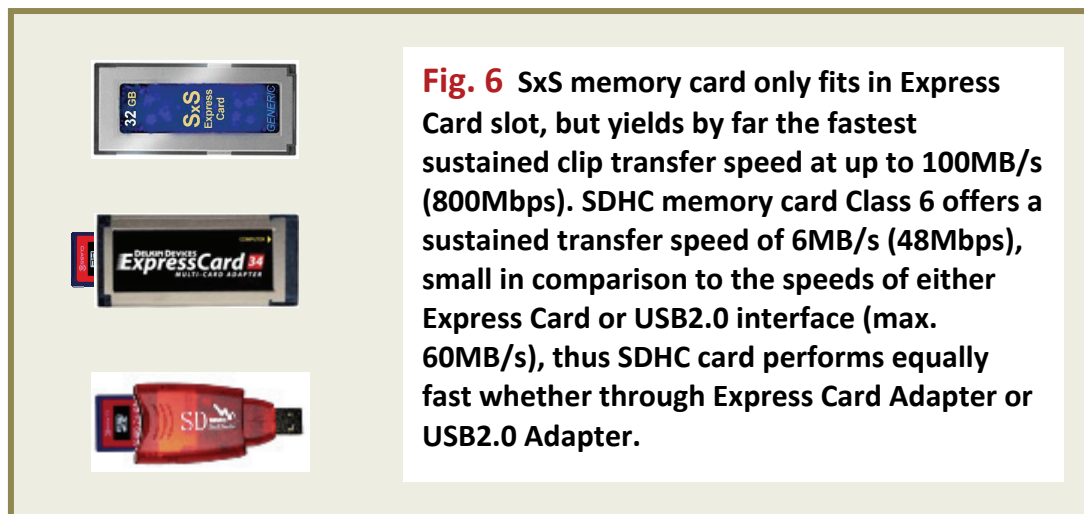 32 GB
SxS
Express
Card
GENERIC
COMPUTER
DELKIN DEVICES
ExpressCard 34
MULTI-CARD ADAPTER
SD
Fig. 6 SxS memory card only fits in Express
Card slot, but yields by far the fastest
sustained clip transfer speed at up to 100MB/s
(800Mbps). SDHC memory card Class 6 offers a
sustained transfer speed of 6MB/s (48Mbps),
small in comparison to the speeds of either
Express Card or USB2.0 interface (max.
60MB/s), thus SDHC card performs equally
fast whether through Express Card Adapter or
USB2.0 Adapter.